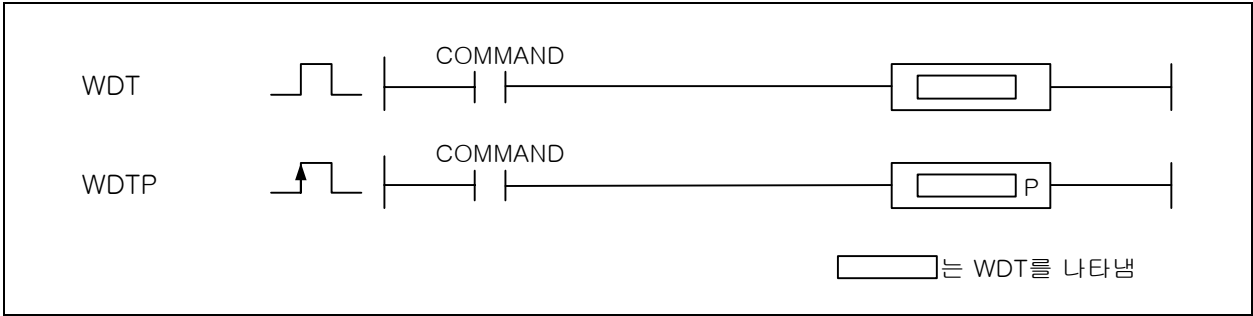 COMMAND
WDT
COMMAND
WDTP
P
는 WDT를 나타냄